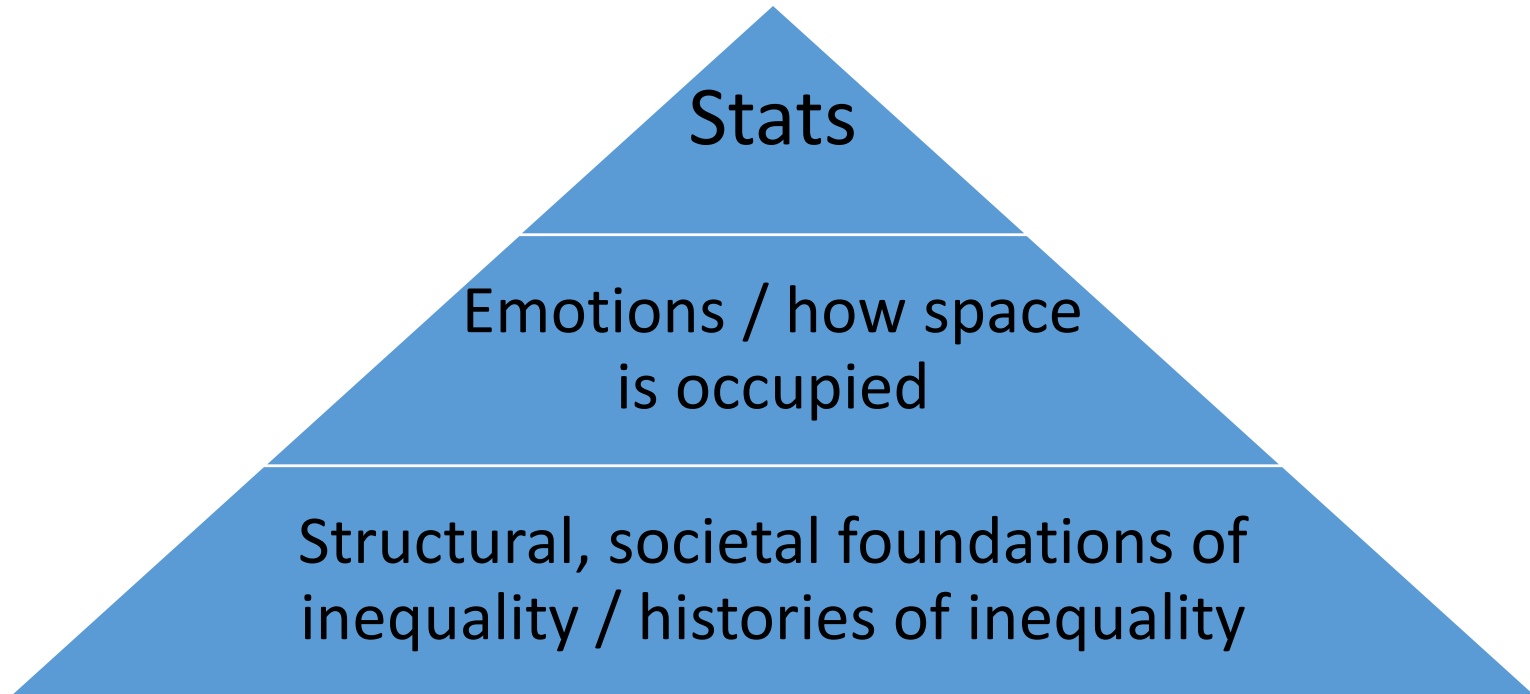 Stats
Emotions / how space
is occupied
Structural, societal foundations of
inequality / histories of inequality